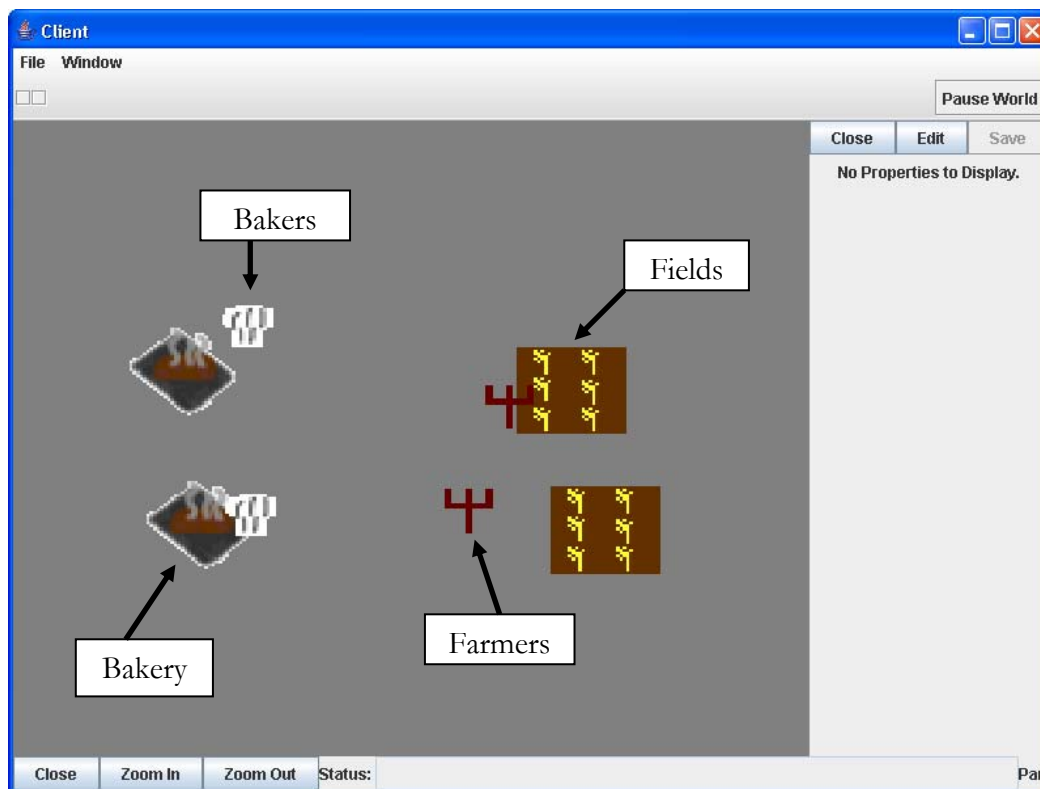 Client
File Window
Pause World
Close Edit Save
No Properties to Display.
Bakers
Fields
Farmers
Bakery
Close Zoom In Zoom Out Status: